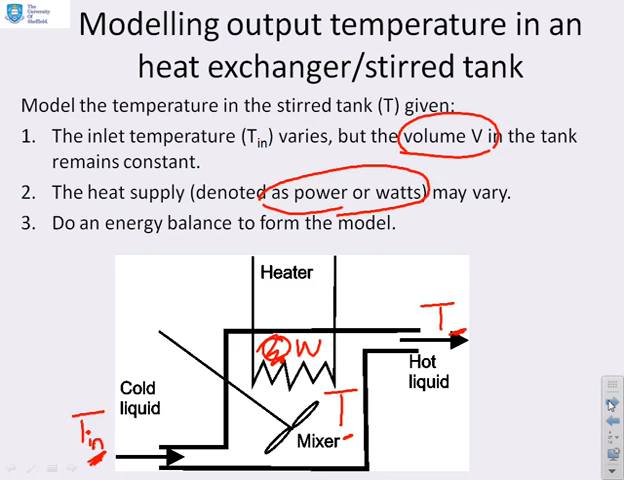 The
University
Of
Sheffield.
Modelling output temperature in an
heat exchanger/stirred tank
Model the temperature in the stirred tank (T) given:
1. The inlet temperature (Tin) varies, but the volume V in the tank
remains constant.
2. The heat supply (denoted as power or watts) may vary.
3. Do an energy balance to form the model.
Heater
T
W
Hot
liquid
Cold
liquid
T
Tin
Mixer